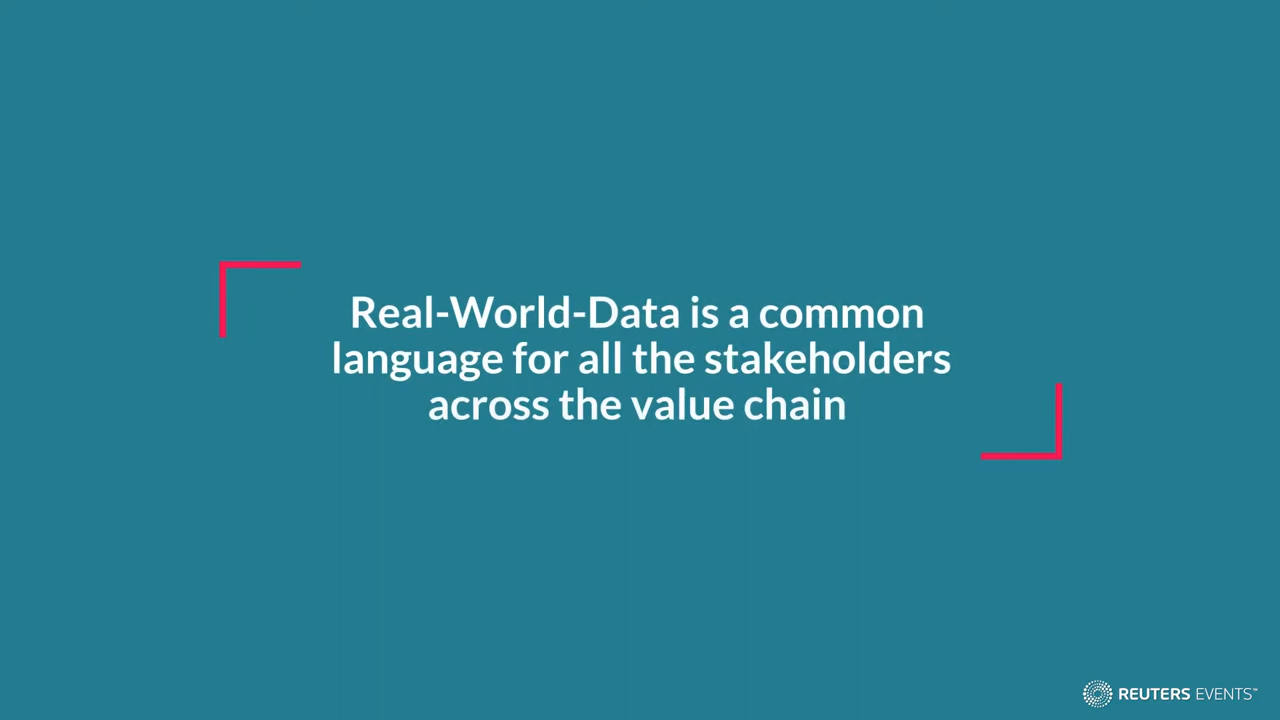 Real-World-Data is a common
language for all the stakeholders
across the value chain
REUTERS EVENTS™